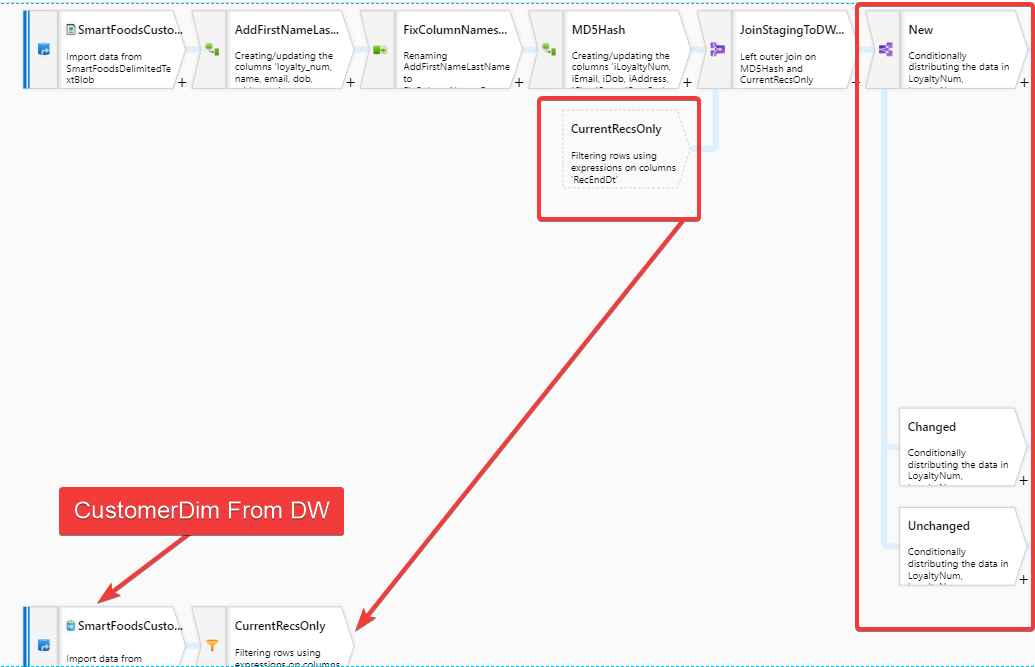 SmartFoodsCusto...
Import data from
SmartFoodsDelimitedTe
xtBlob
+
AddFirstNameLas...
Creating/updating the
columns 'loyalty_num,
name, email, dob,
+
FixColumnNames...
Renaming
AddFirstNameLastName
to
+
MD5Hash
Creating/updating the
columns 'iLoyaltyNum,
iEmail, iDob, iAddress,
+
JoinStagingToDW...
Left outer join on
MD5Hash and
CurrentRecsOnly
+
New
Conditionally
distributing the data in
LoyaltyNum,
+
CurrentRecsOnly
Filtering rows using
expressions on columns
'RecEndDt'
Changed
Conditionally
distributing the data in
LoyaltyNum,
+
CustomerDim From DW
Unchanged
Conditionally
distributing the data in
LoyaltyNum,
+
SmartFoodsCusto...
Import data from
CurrentRecsOnly
Filtering rows using
expressions on columns